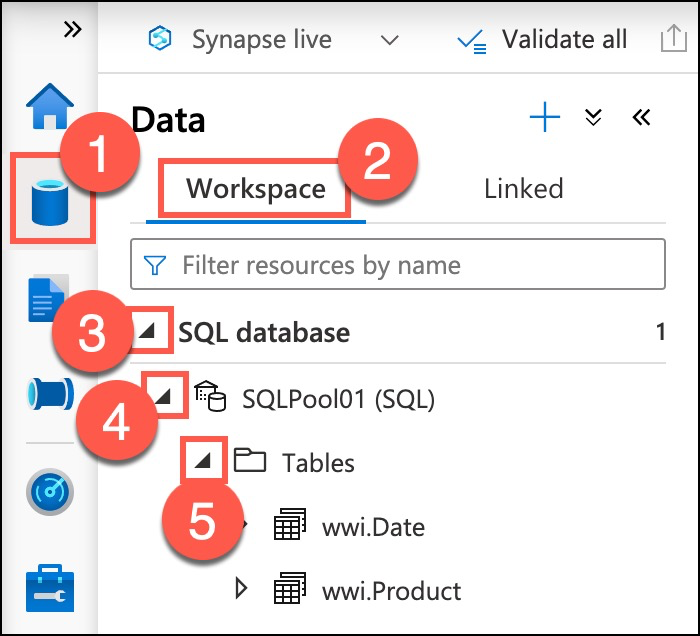 Synapse live Validate all
Data
1
Workspace 2 Linked
Filter resources by name
3 SQL database 1
4 SQLPool01 (SQL)
Tables
5 wwi.Date
wwi.Product